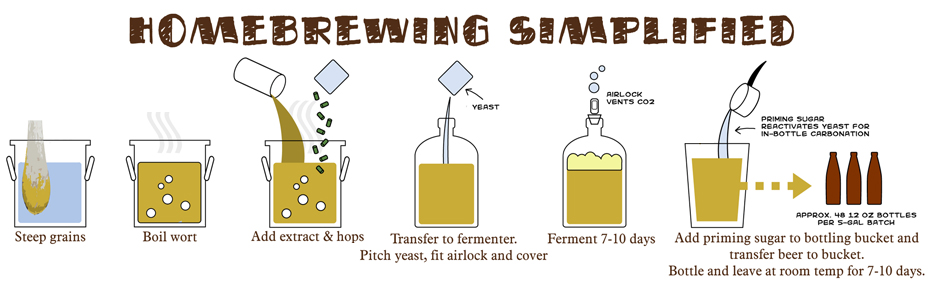 HOMEBREWING SIMPLIFIED
YEAST
AIRLOCK
VENTS CO2
PRIMING SUGAR
REACTIVATES YEAST FOR
IN-BOTTLE CARBONATION
APPROX. 48 12 OZ BOTTLES
PER 5-GAL BATCH
Steep grains
Boil wort
Add extract & hops
Transfer to fermenter.
Pitch yeast, fit airlock and cover
Ferment 7-10 days
Add priming sugar to bottling bucket and
transfer beer to bucket.
Bottle and leave at room temp for 7-10 days.